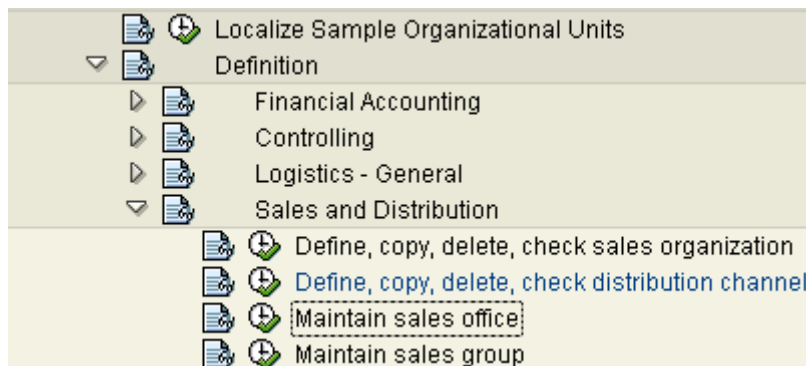 Localize Sample Organizational Units
Definition
Financial Accounting
Controlling
Logistics - General
Sales and Distribution
Define, copy, delete, check sales organization
Define, copy, delete, check distribution channel
Maintain sales office
Maintain sales group